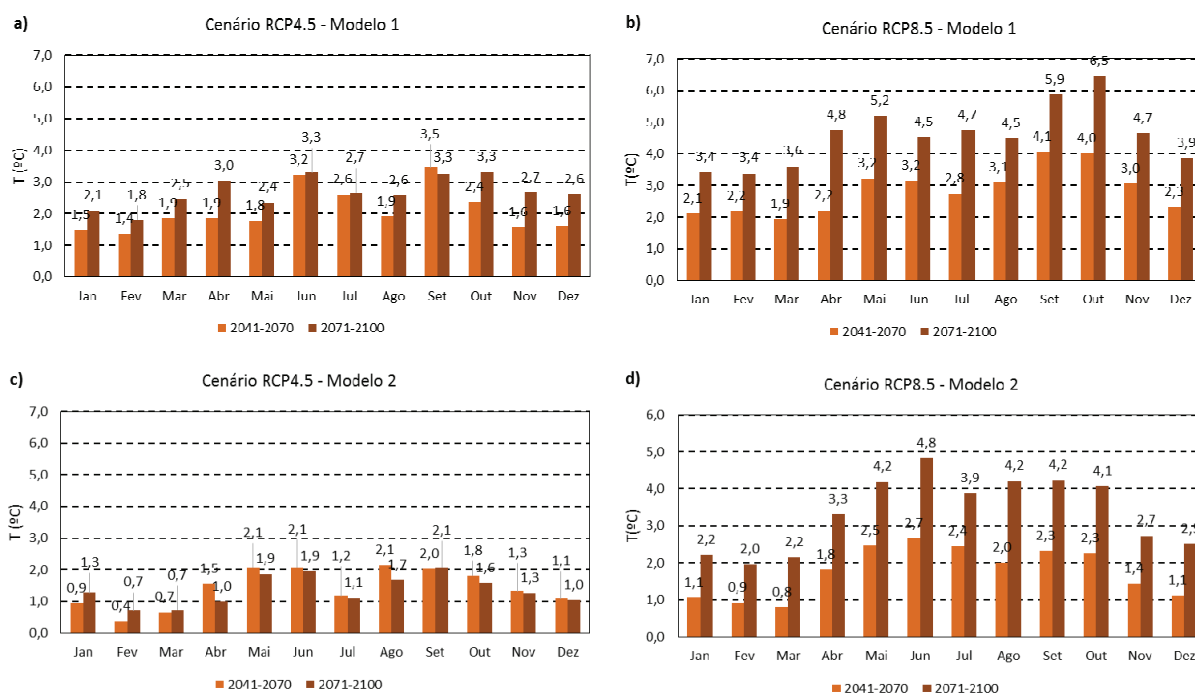 a)
Cenário RCP4.5 - Modelo 1
7,0
6,0
5,0
4,0
3,0
2,0
1,0
0,0
T (ºC)
1,5 2,1 1,4 1,8 1,9 2,5 1,9 3,0 1,8 2,4 3,2 3,3 2,6 2,7 1,9 2,6 3,5 3,3 2,4 3,3 1,6 2,7 1,6 2,6
Jan Fev Mar Abr Mai Jun Jul Ago Set Out Nov Dez
2041-2070 2071-2100
b)
Cenário RCP8.5 - Modelo 1
7,0
6,0
5,0
4,0
3,0
2,0
1,0
0,0
T(ºC)
2,1 3,4 2,2 3,4 1,9 3,6 2,2 4,8 3,2 5,2 3,2 4,5 2,8 4,7 3,1 4,5 4,1 5,9 4,0 6,5 3,0 4,7 2,3 3,9
Jan Fev Mar Abr Mai Jun Jul Ago Set Out Nov Dez
2041-2070 2071-2100
c)
Cenário RCP4.5 - Modelo 2
7,0
6,0
5,0
4,0
3,0
2,0
1,0
0,0
T (ºC)
0,9 1,3 0,4 0,7 0,7 0,7 1,5 1,0 2,1 1,9 2,1 1,9 1,2 1,1 2,1 1,7 2,0 2,1 1,8 1,6 1,3 1,3 1,1 1,0
Jan Fev Mar Abr Mai Jun Jul Ago Set Out Nov Dez
2041-2070 2071-2100
d)
Cenário RCP8.5 - Modelo 2
6,0
5,0
4,0
3,0
2,0
1,0
0,0
T(ºC)
1,1 2,2 0,9 2,0 0,8 2,2 1,8 3,3 2,5 4,2 2,7 4,8 2,4 3,9 2,0 4,2 2,3 4,2 2,3 4,1 1,4 2,7 1,1
Jan Fev Mar Abr Mai Jun Jul Ago Set Out Nov Dez
2041-2070 2071-2100